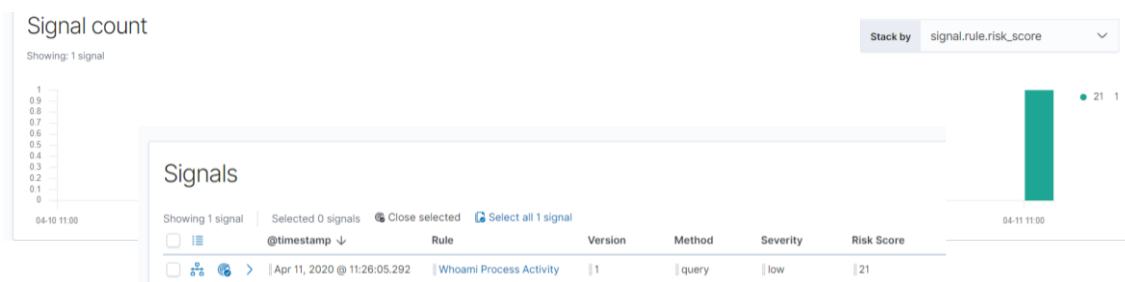 Signal count
Showing: 1 signal
Stack by signal.rule.risk_score
1
0.9
0.8
0.7
0.6
0.5
0.4
0.3
0.2
0.1
0
04-10 11:00
04-11 11:00
21 1
Signals
Showing 1 signal Selected 0 signals Close selected Select all 1 signal
@timestamp Rule Version Method Severity Risk Score
Apr 11, 2020 @ 11:26:05.292 Whoami Process Activity 1 query low 21